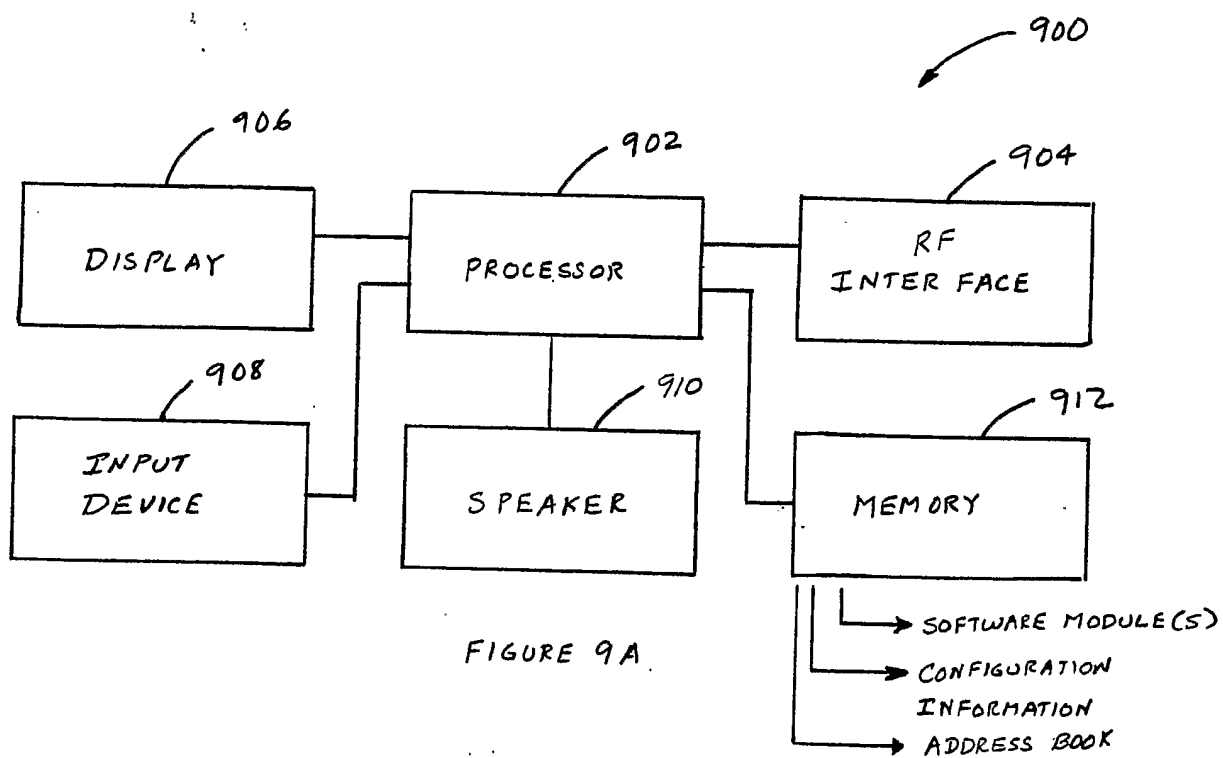 900
906
902
904
DISPLAY
PROCESSOR
RF
INTERFACE
908
910
912
INPUT
DEVICE
SPEAKER
MEMORY
FIGURE 9A
SOFTWARE MODULE(S)
CONFIGURATION
INFORMATION
ADDRESS BOOK